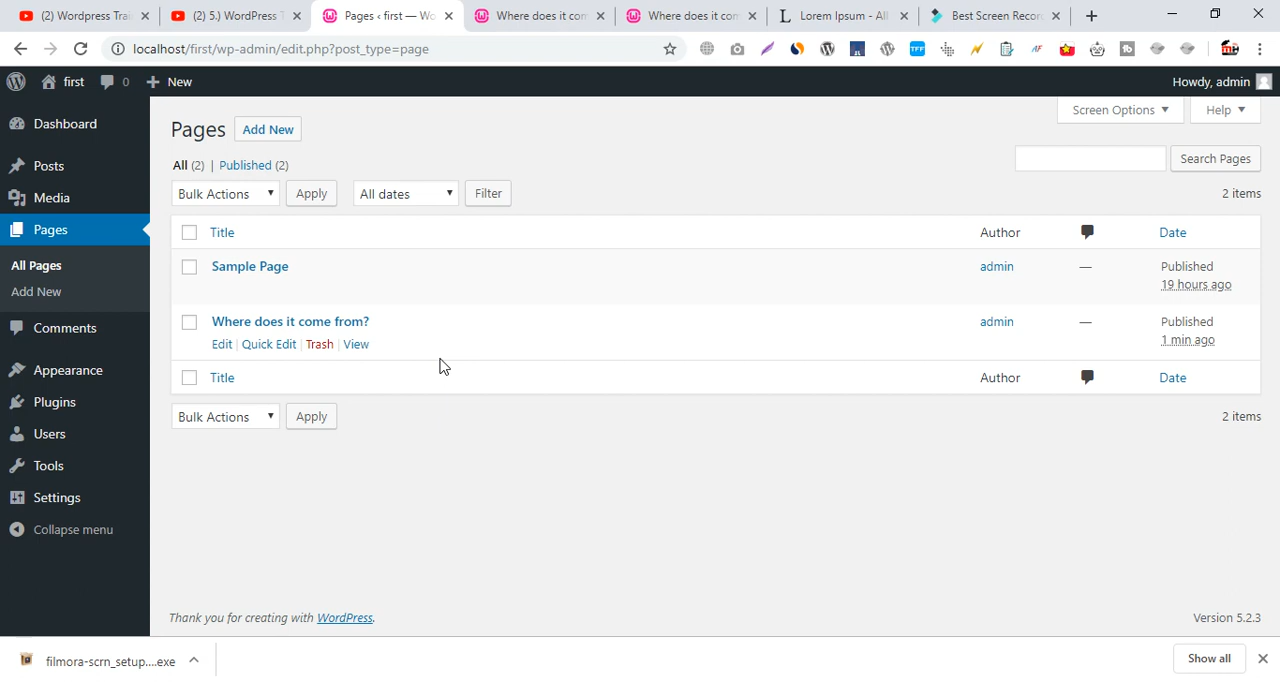 (2) Wordpress Trai
(2) 5.) WordPress T
Pages ‹ first — Wo
Where does it com
Where does it com
Lorem Ipsum - All
Best Screen Recor
localhost/first/wp-admin/edit.php?post_type=page
first
0
New
Howdy, admin
Dashboard
Posts
Media
Pages
All Pages
Add New
Comments
Appearance
Plugins
Users
Tools
Settings
Collapse menu
Screen Options
Help
Pages
Add New
All (2) | Published (2)
Search Pages
Bulk Actions
Apply
All dates
Filter
2 items
Title
Author
Date
Sample Page
admin
—
Published
19 hours ago
Where does it come from?
admin
—
Published
Edit | Quick Edit | Trash | View
1 min ago
Title
Author
Date
Bulk Actions
Apply
2 items
Thank you for creating with WordPress.
Version 5.2.3
filmora-scrn_setup....exe
Show all